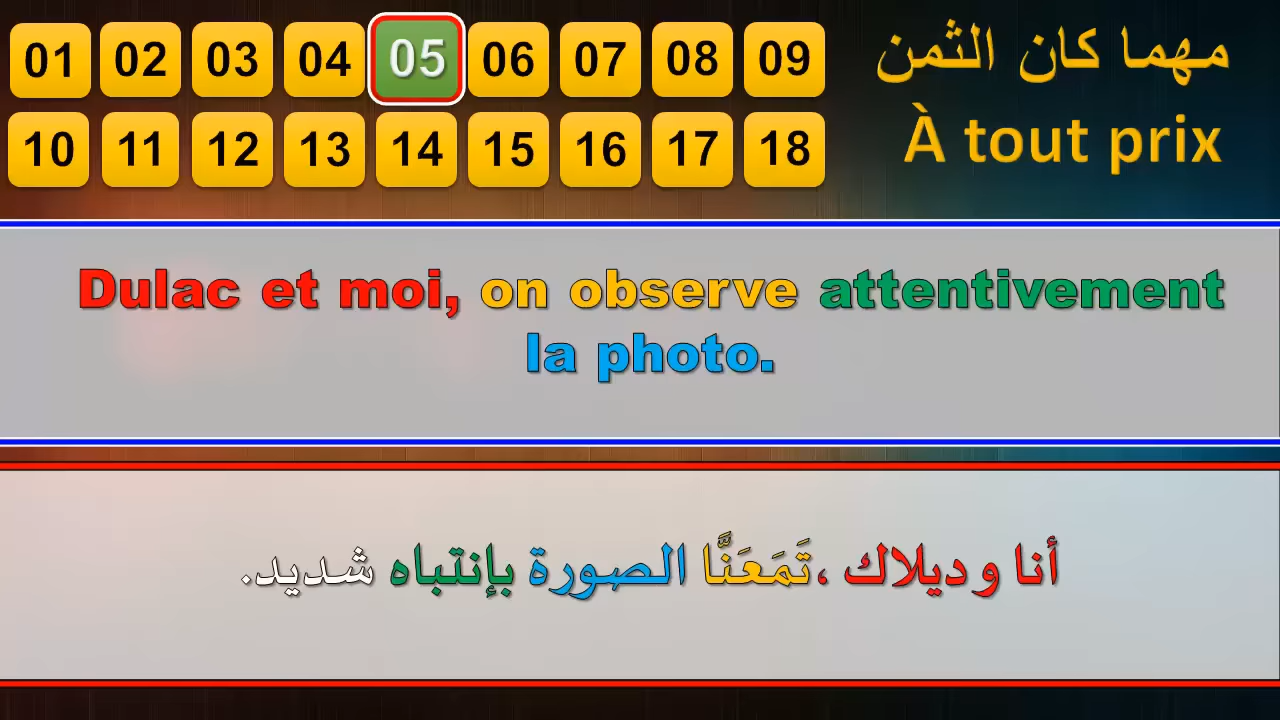 01 02 03 04 05 06 07 08 09
10 11 12 13 14 15 16 17 18
مهما كان الثمن
À tout prix
Dulac et moi, on observe attentivement
la photo.
أنا وديلاك ،تَمَعَنَّا الصورة بإنتباه شديد.